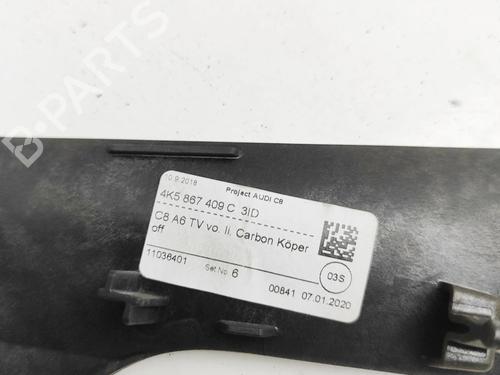 0.9.2018
Project AUDI C8
4K5 867 409 C 3ID
C8 A6 TV vo. li. Carbon Köper
off
03S
11036401
Set No. 6
00841 07.01.2020
B
B-PARTS